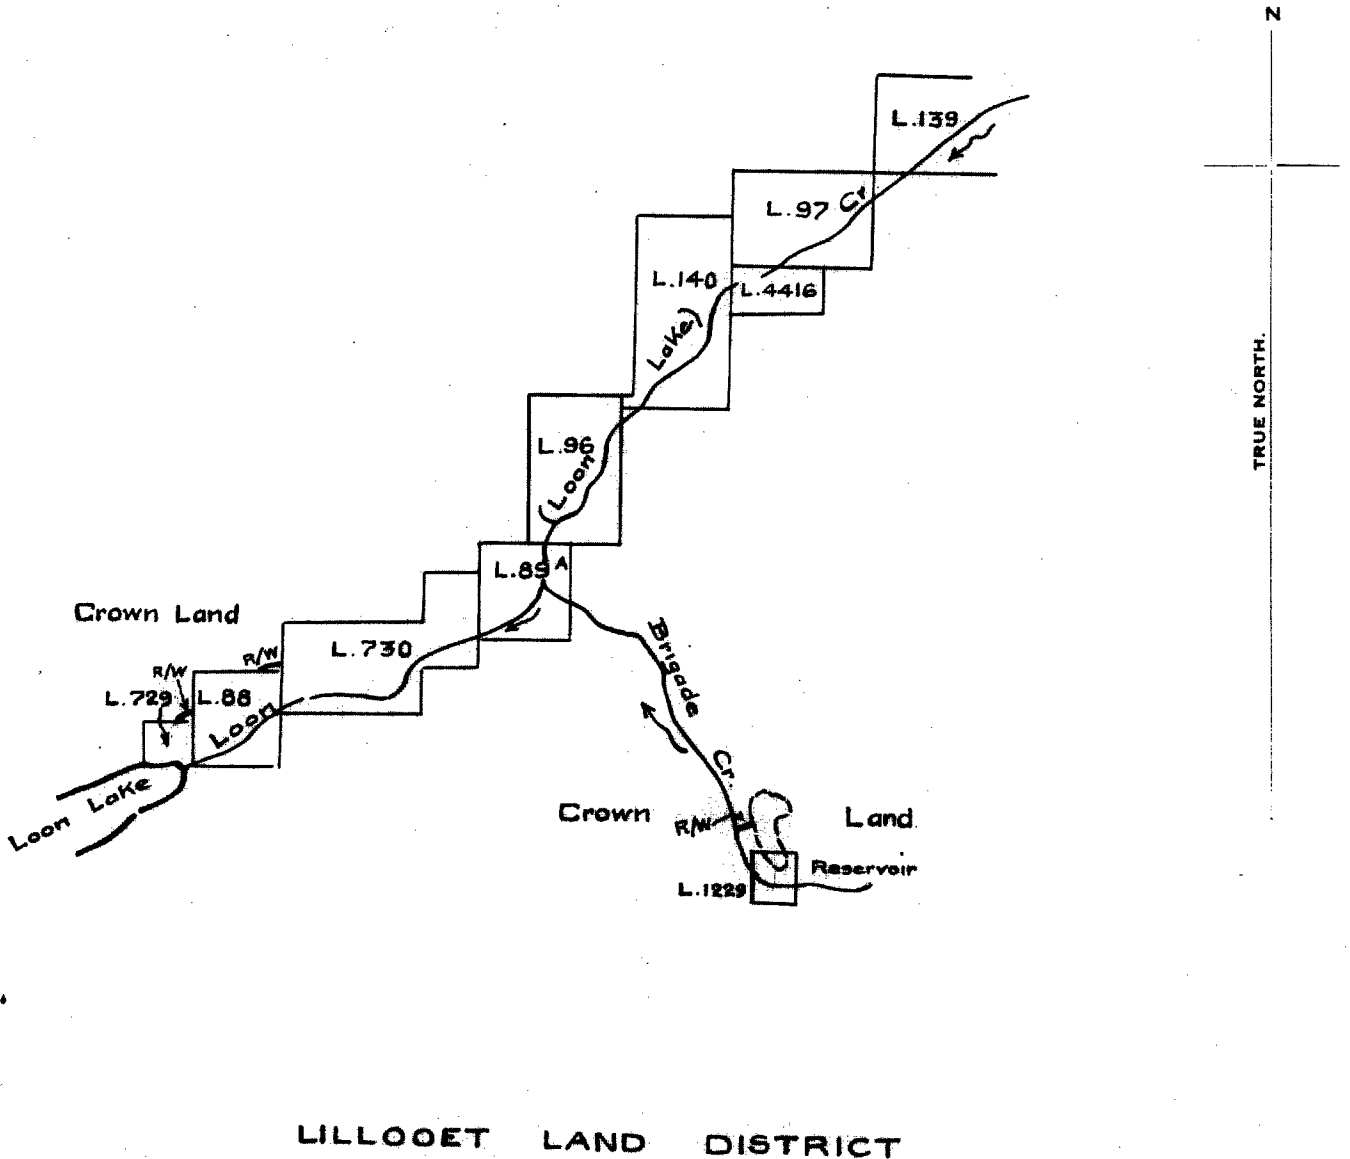 N
L.139
L.97
Cr
L.140
L.4416
Lake)
L.96
(Loon
L.89 A
Crown Land
R/W
L.730
R/W
L.729
L.88
Loon
Loon Lake
Brigade Cr.
Crown Land
R/W
Reservoir
L.1229
TRUE NORTH.
LILLOOET LAND DISTRICT